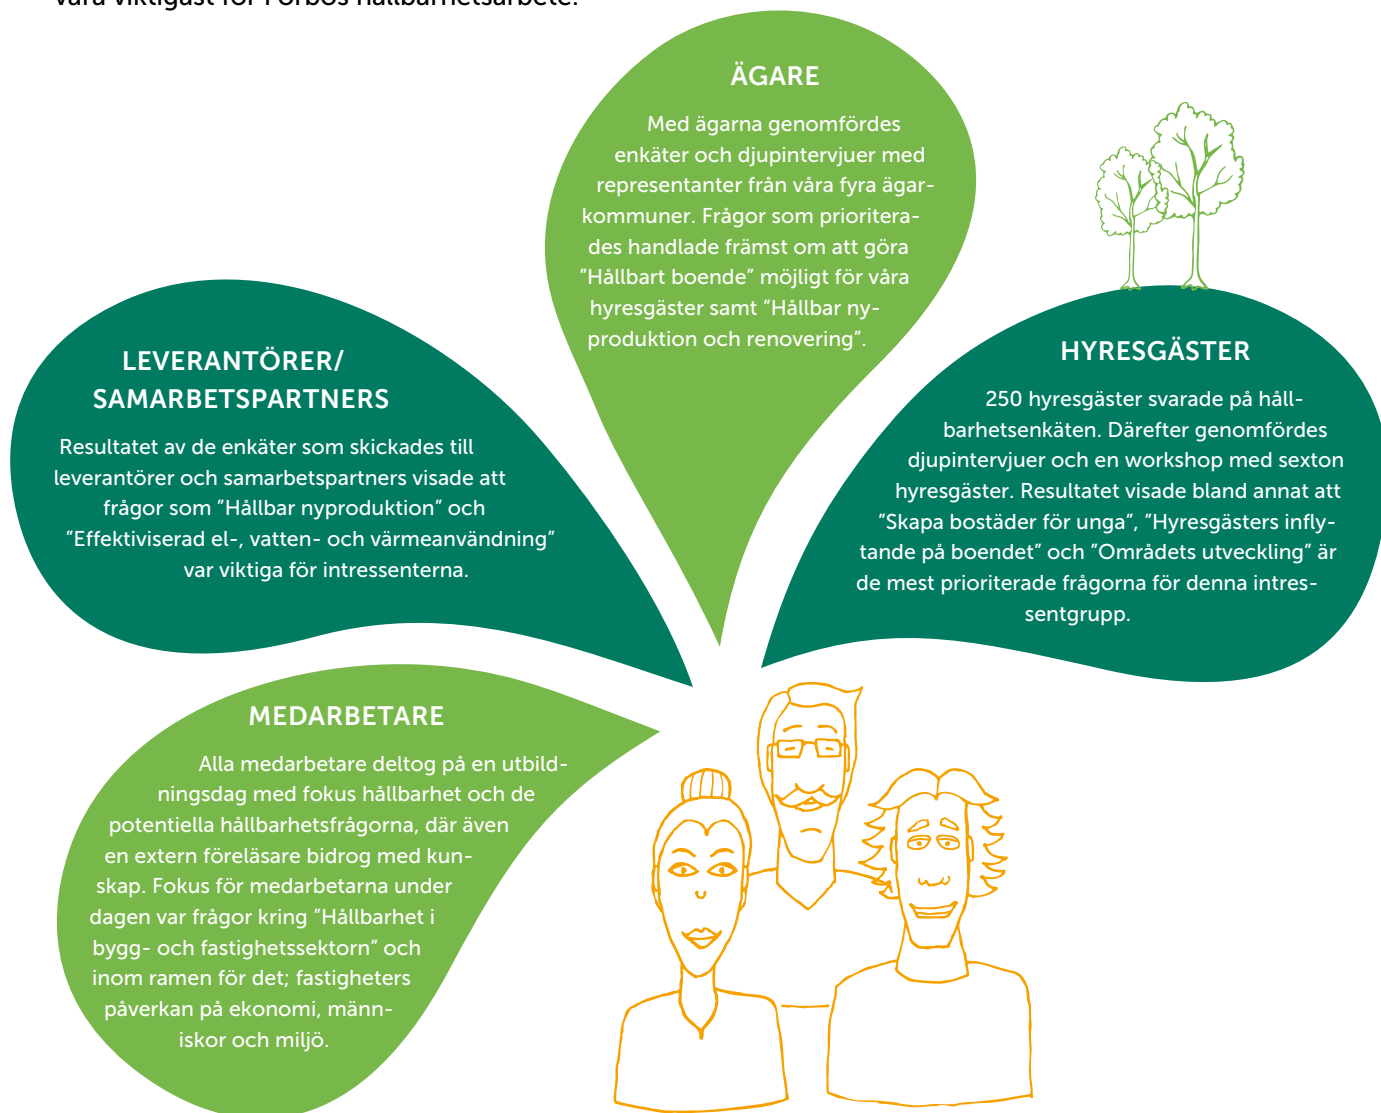 våra viktigast för Förbos hållbarhetsarbete.
ÄGARE
Med ägarna genomfördes
enkäter och djupintervjuer med
representanter från våra fyra ägar-
kommuner. Frågor som prioritera-
des handlade främst om att göra
”Hållbart boende” möjligt för våra
hyresgäster samt ”Hållbar ny-
produktion och renovering”.
LEVERANTÖRER/
SAMARBETSPARTNERS
Resultatet av de enkäter som skickades till
leverantörer och samarbetspartners visade att
frågor som ”Hållbar nyproduktion” och
”Effektiviserad el-, vatten- och värmeanvändning”
var viktiga för intressenterna.
HYRESGÄSTER
250 hyresgäster svarade på håll-
barhetsenkäten. Därefter genomfördes
djupintervjuer och en workshop med sexton
hyresgäster. Resultatet visade bland annat att
”Skapa bostäder för unga”, ”Hyresgästers infly-
tande på boendet” och ”Områdets utveckling” är
de mest prioriterade frågorna för denna intres-
sentgrupp.
MEDARBETARE
Alla medarbetare deltog på en utbild-
ningsdag med fokus hållbarhet och de
potentiella hållbarhetsfrågorna, där även
en extern föreläsare bidrog med kun-
skap. Fokus för medarbetarna under
dagen var frågor kring ”Hållbarhet i
bygg- och fastighetssektorn” och
inom ramen för det; fastigheters
påverkan på ekonomi, männ-
iskor och miljö.